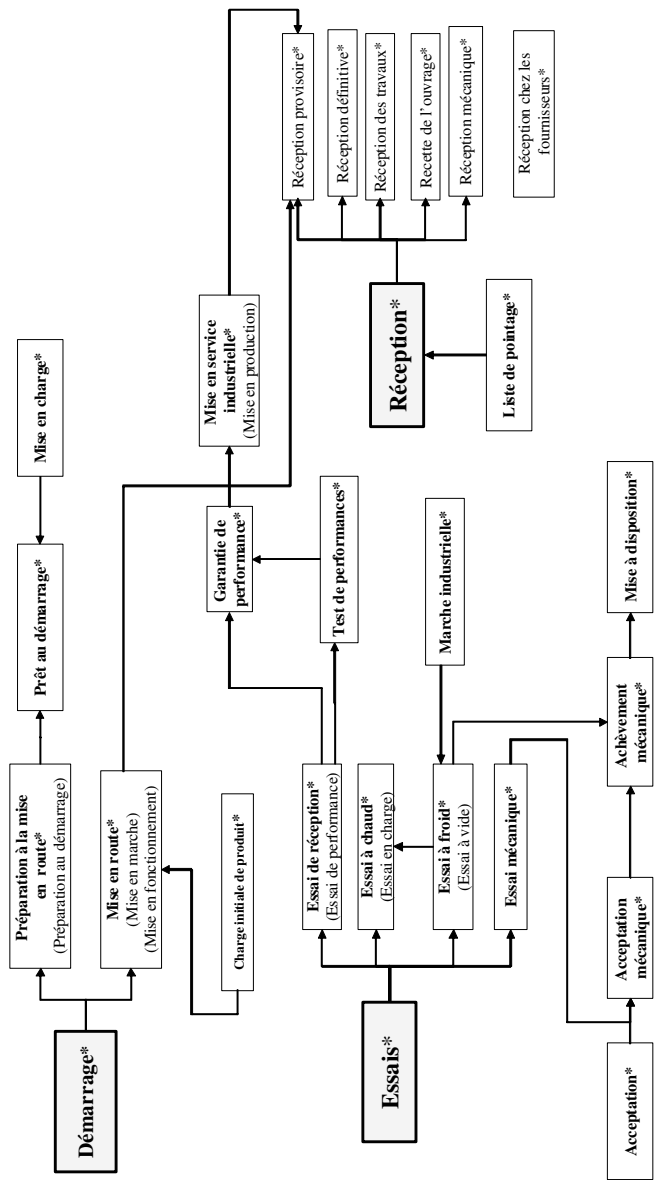 Démarrage*
Préparation à la mise
en route*
(Préparation au démarrage)
Prêt au démarrage*
Mise en charge*
Mise en route*
(Mise en marche)
(Mise en fonctionnement)
Charge initiale de produit*
Garantie de
performance*
Mise en service
industrielle*
(Mise en production)
Essais*
Essai de réception*
(Essai de performance)
Essai à chaud*
(Essai en charge)
Essai à froid*
(Essai à vide)
Essai mécanique*
Test de performances*
Marche industrielle*
Réception*
Liste de pointage*
Réception provisoire*
Réception définitive*
Réception des travaux*
Recette de l'ouvrage*
Réception mécanique*
Réception chez les
fournisseurs*
Acceptation*
Acceptation
mécanique*
Achèvement
mécanique*
Mise à disposition*